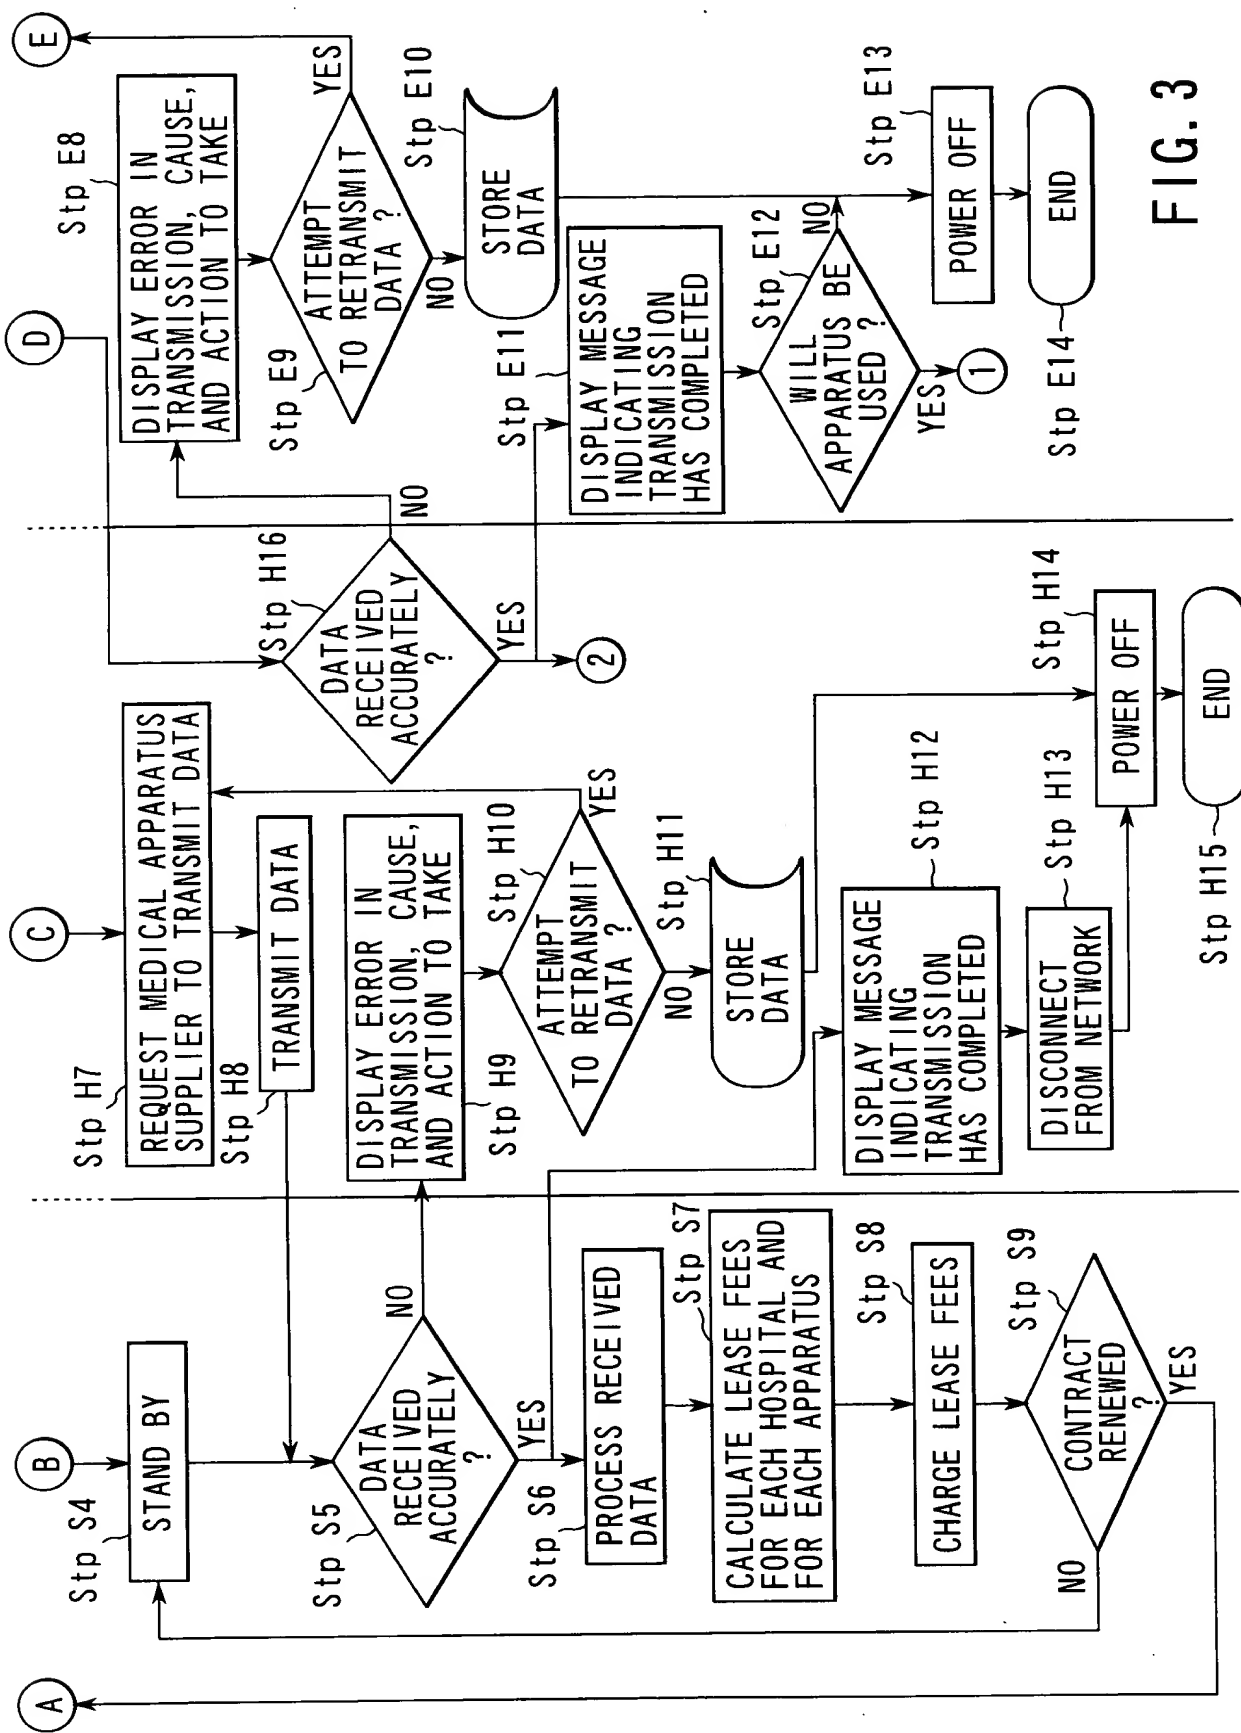 A
B
Stp S4
STAND BY
Stp S5
DATA
RECEIVED
ACCURATELY
?
NO
YES
Stp S6
PROCESS RECEIVED
DATA
Stp S7
CALCULATE LEASE FEES
FOR EACH HOSPITAL AND
FOR EACH APPARATUS
Stp S8
CHARGE LEASE FEES
Stp S9
CONTRACT
RENEWED
?
NO
YES
C
Stp H7
REQUEST MEDICAL APPARATUS
SUPPLIER TO TRANSMIT DATA
Stp H8
TRANSMIT DATA
DISPLAY ERROR IN
TRANSMISSION, CAUSE,
AND ACTION TO TAKE
Stp H9
Stp H10
ATTEMPT
TO RETRANSMIT
DATA ?
YES
NO
Stp H11
STORE
DATA
DISPLAY MESSAGE
INDICATING
TRANSMISSION
HAS COMPLETED
Stp H12
DISCONNECT
FROM NETWORK
Stp H13
Stp H14
POWER OFF
Stp H15
END
D
Stp H16
DATA
RECEIVED
ACCURATELY
?
NO
YES
2
E
Stp E8
DISPLAY ERROR IN
TRANSMISSION, CAUSE,
AND ACTION TO TAKE
Stp E9
ATTEMPT
TO RETRANSMIT
DATA ?
YES
NO
Stp E10
STORE
DATA
Stp E11
DISPLAY MESSAGE
INDICATING
TRANSMISSION
HAS COMPLETED
Stp E12
WILL
APPARATUS BE
USED ?
NO
YES
1
Stp E13
POWER OFF
Stp E14
END
FIG. 3